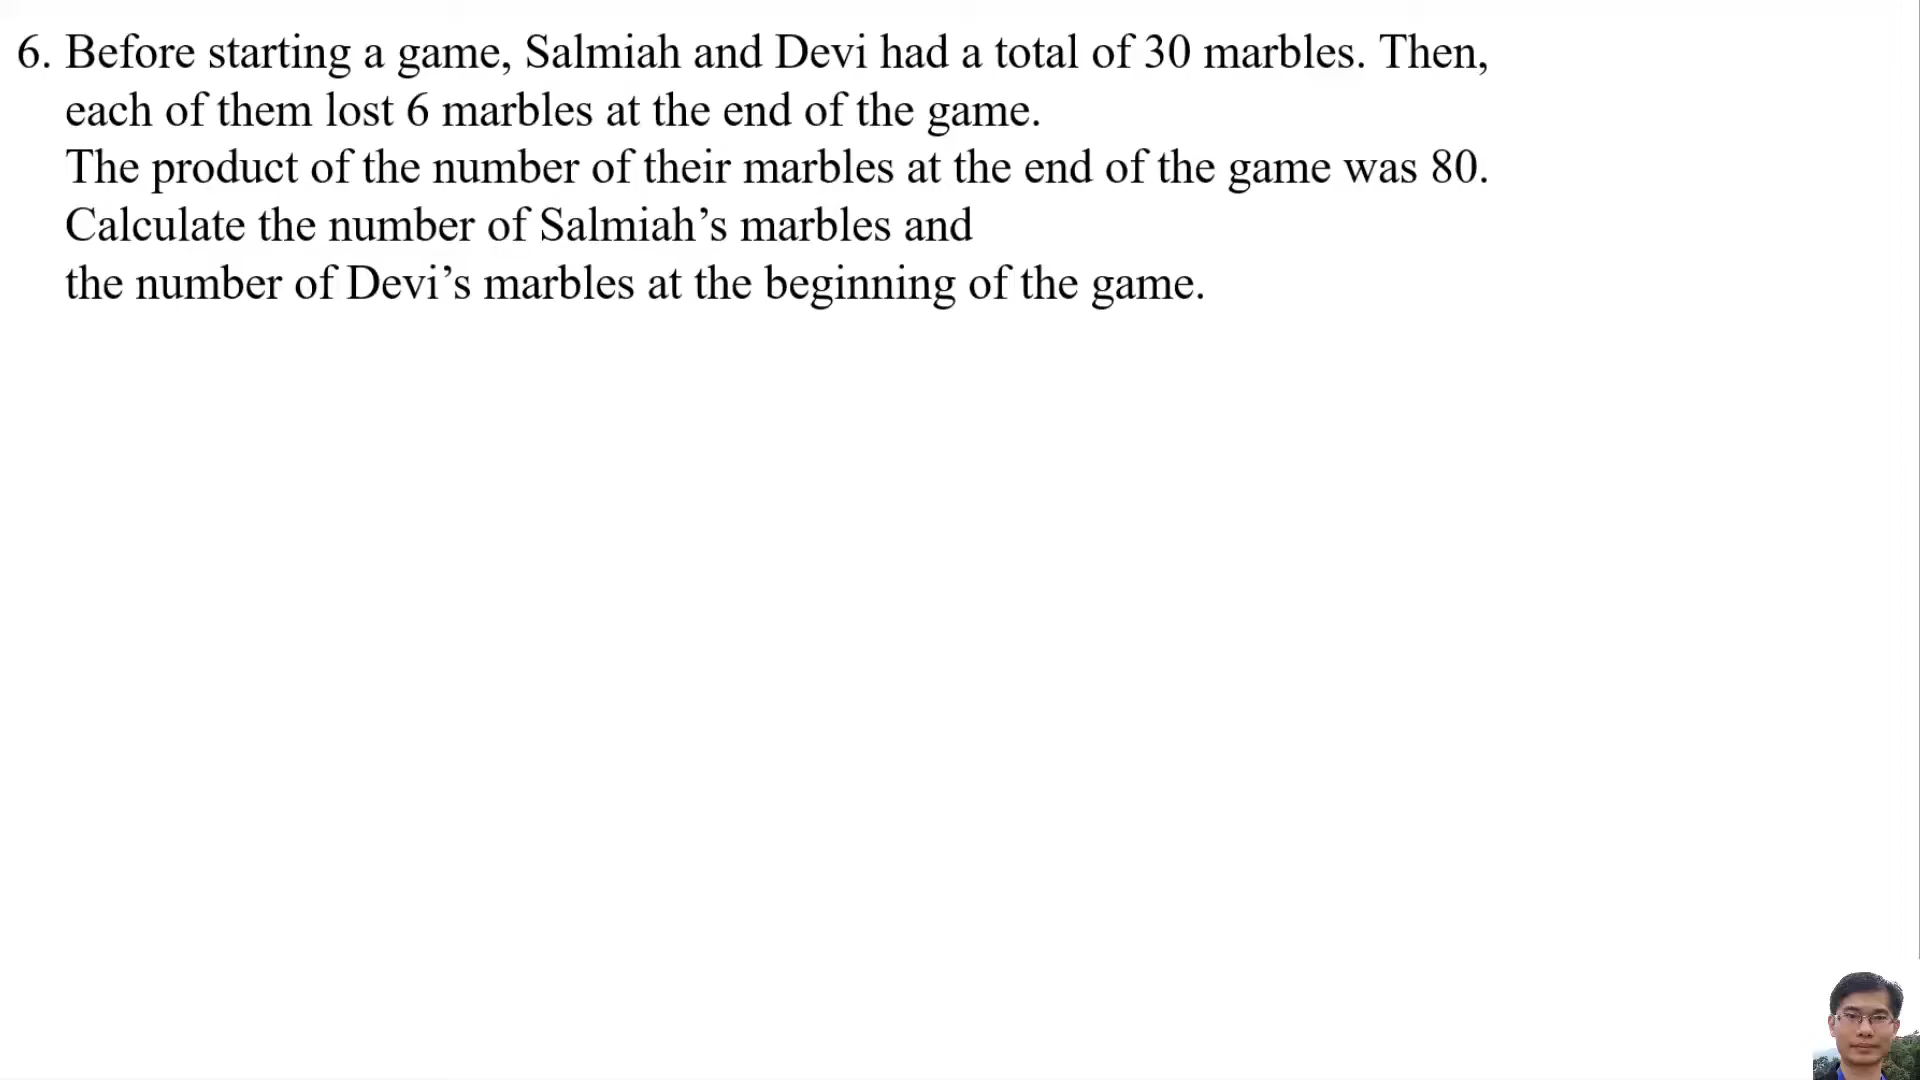 6. Before starting a game, Salmiah and Devi had a total of 30 marbles. Then,
each of them lost 6 marbles at the end of the game.
The product of the number of their marbles at the end of the game was 80.
Calculate the number of Salmiah’s marbles and
the number of Devi’s marbles at the beginning of the game.